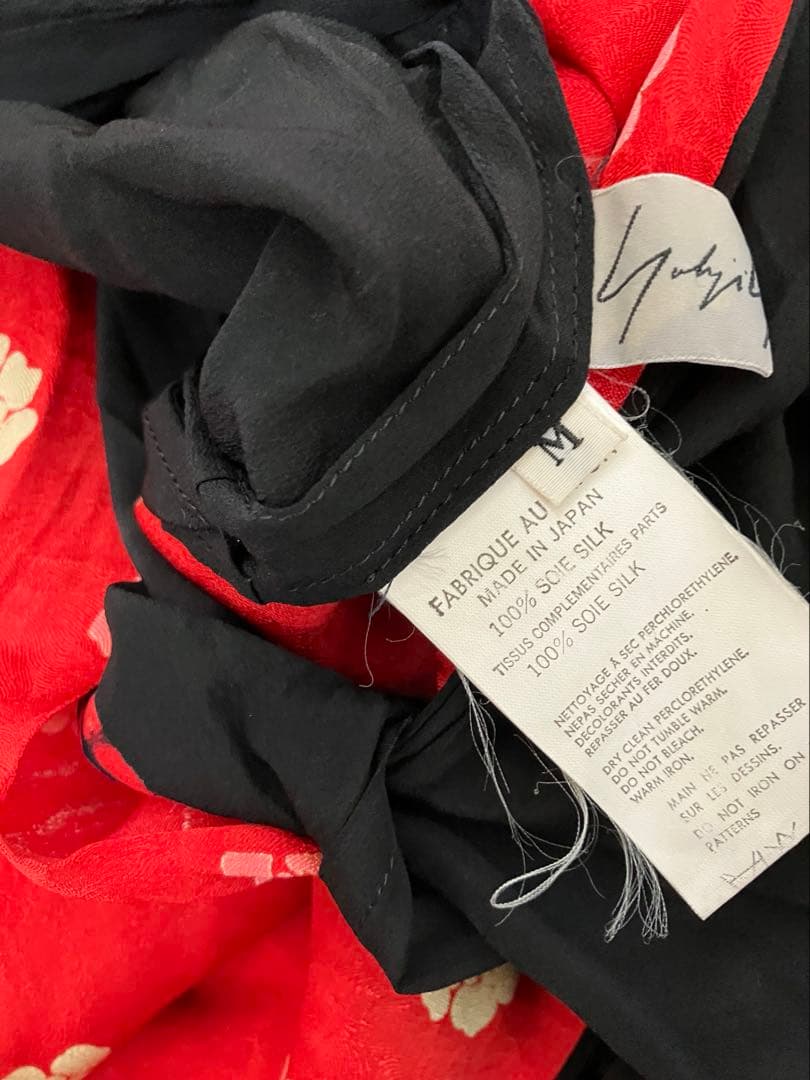 Yohji
M
FABRIQUE AU
MADE IN JAPAN
100% SOIE SILK
TISSUS COMPLEMENTAIRES PARTS
100% SOIE SILK
NETTOYAGE À SEC PERCHLORETHYLENE.
NEPAS SECHER EN MACHINE.
DECOLORANTS INTERDITS.
REPASSER AU FER DOUX.
DRY CLEAN PERCLORETHYLENE.
DO NOT TUMBLE WARM.
DO NOT BLEACH.
WARM IRON.
MAIN NE PAS REPASSER
SUR LES DESSINS.
DO NOT IRON ON
PATTERNS